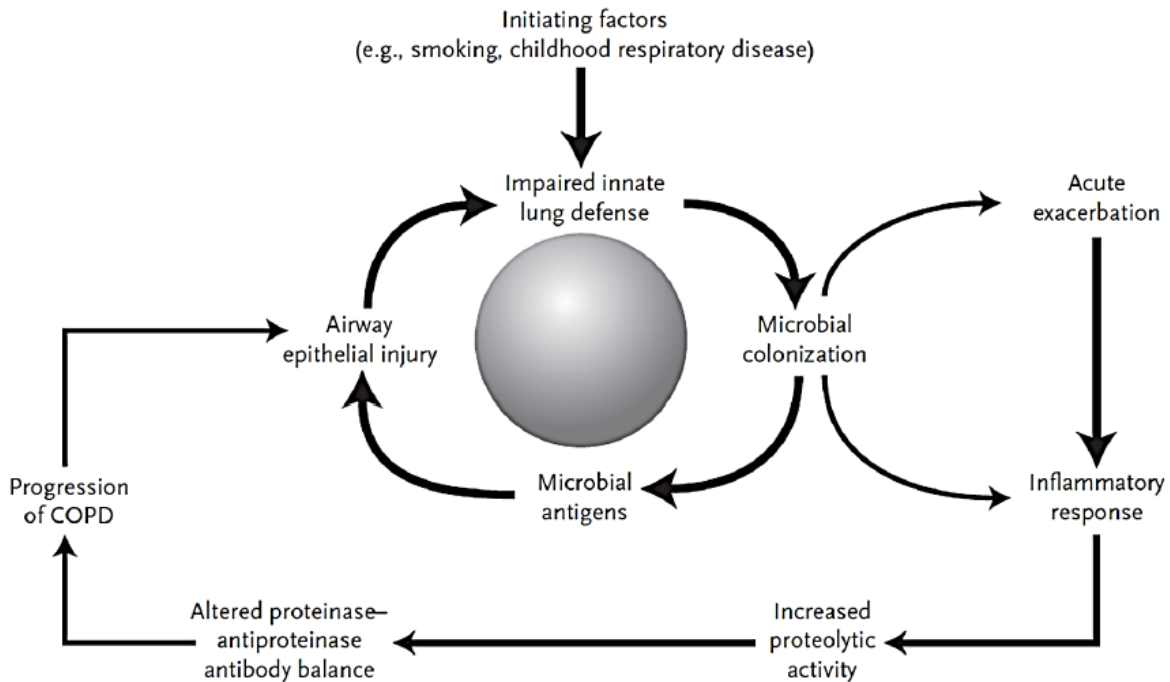 Initiating factors
(e.g., smoking, childhood respiratory disease)
Impaired innate
lung defense
Acute
exacerbation
Airway
epithelial injury
Microbial
colonization
Progression
of COPD
Microbial
antigens
Inflammatory
response
Altered proteinase–
antiproteinase
antibody balance
Increased
proteolytic
activity